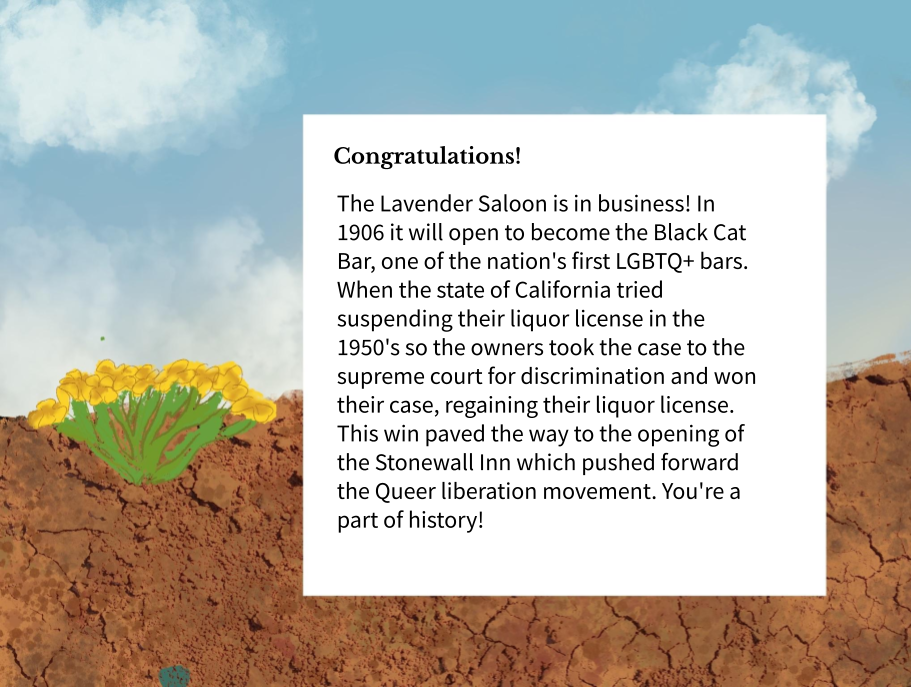 Congratulations!
The Lavender Saloon is in business! In
1906 it will open to become the Black Cat
Bar, one of the nation's first LGBTQ+ bars.
When the state of California tried
suspending their liquor license in the
1950's so the owners took the case to the
supreme court for discrimination and won
their case, regaining their liquor license.
This win paved the way to the opening of
the Stonewall Inn which pushed forward
the Queer liberation movement. You're a
part of history!